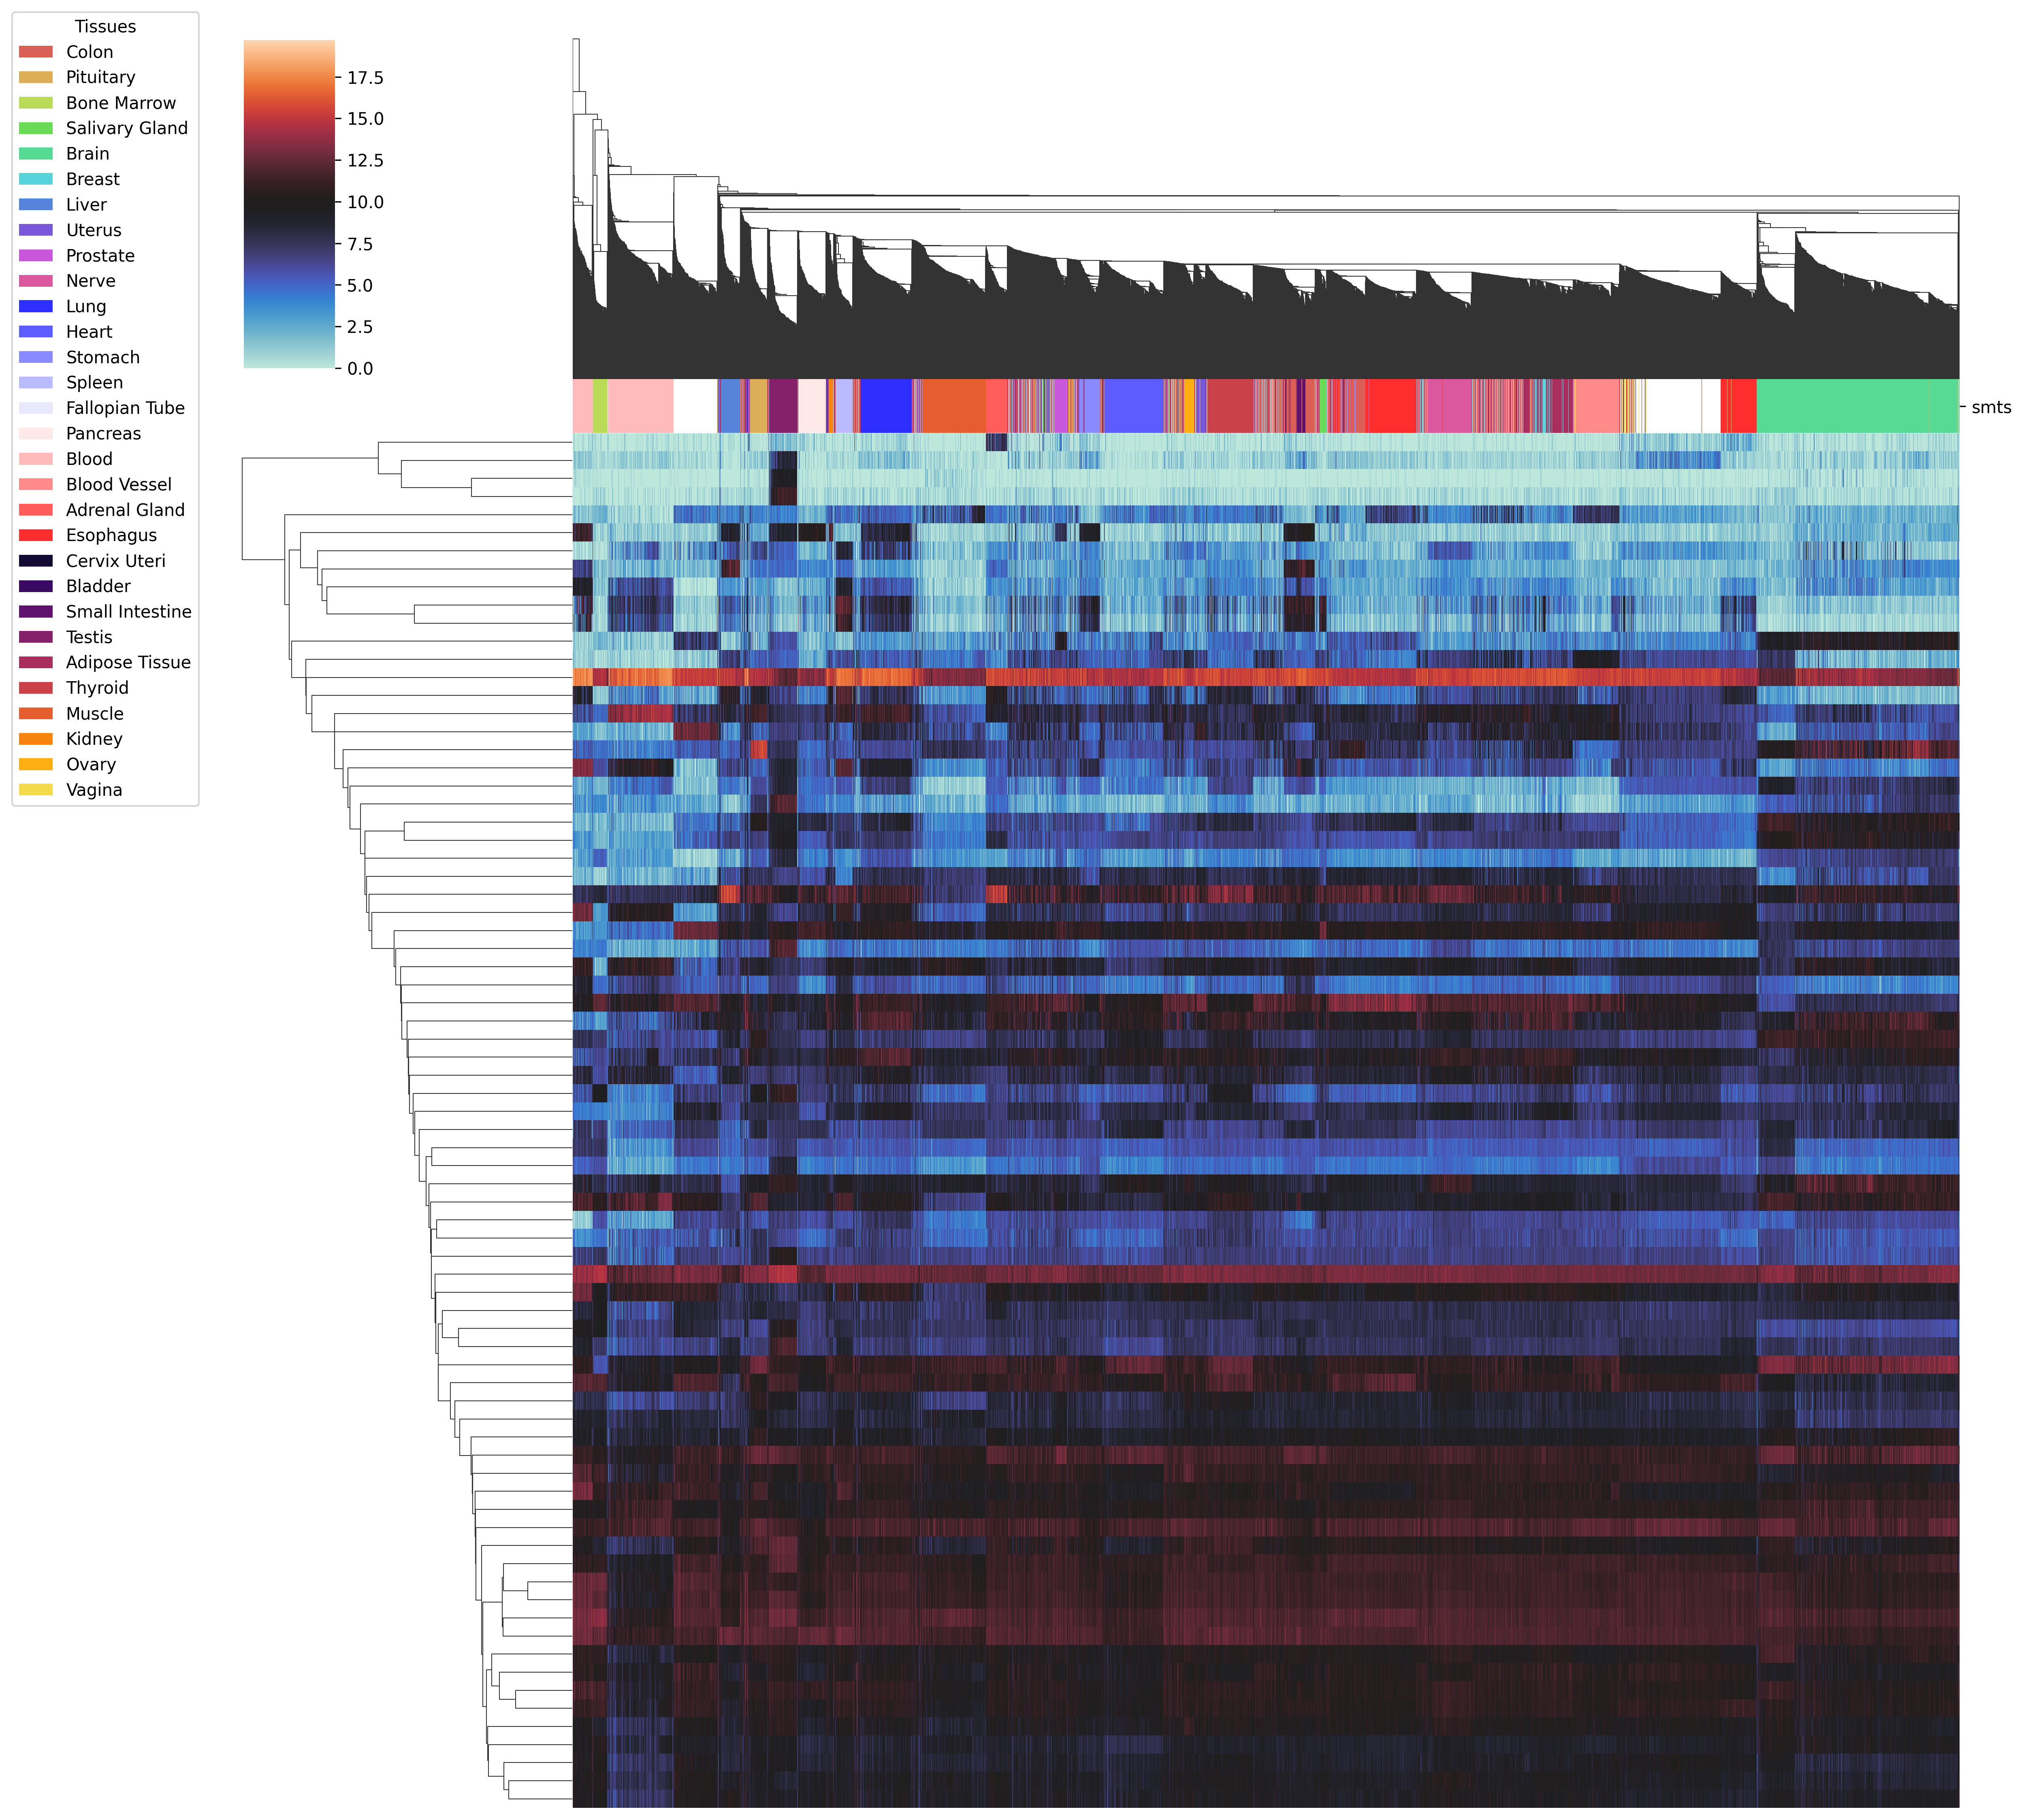 Tissues
Colon
Pituitary
Bone Marrow
Salivary Gland
Brain
Breast
Liver
Uterus
Prostate
Nerve
Lung
Heart
Stomach
Spleen
Fallopian Tube
Pancreas
Blood
Blood Vessel
Adrenal Gland
Esophagus
Cervix Uteri
Bladder
Small Intestine
Testis
Adipose Tissue
Thyroid
Muscle
Kidney
Ovary
Vagina
17.5
15.0
12.5
10.0
7.5
5.0
2.5
0.0
smts